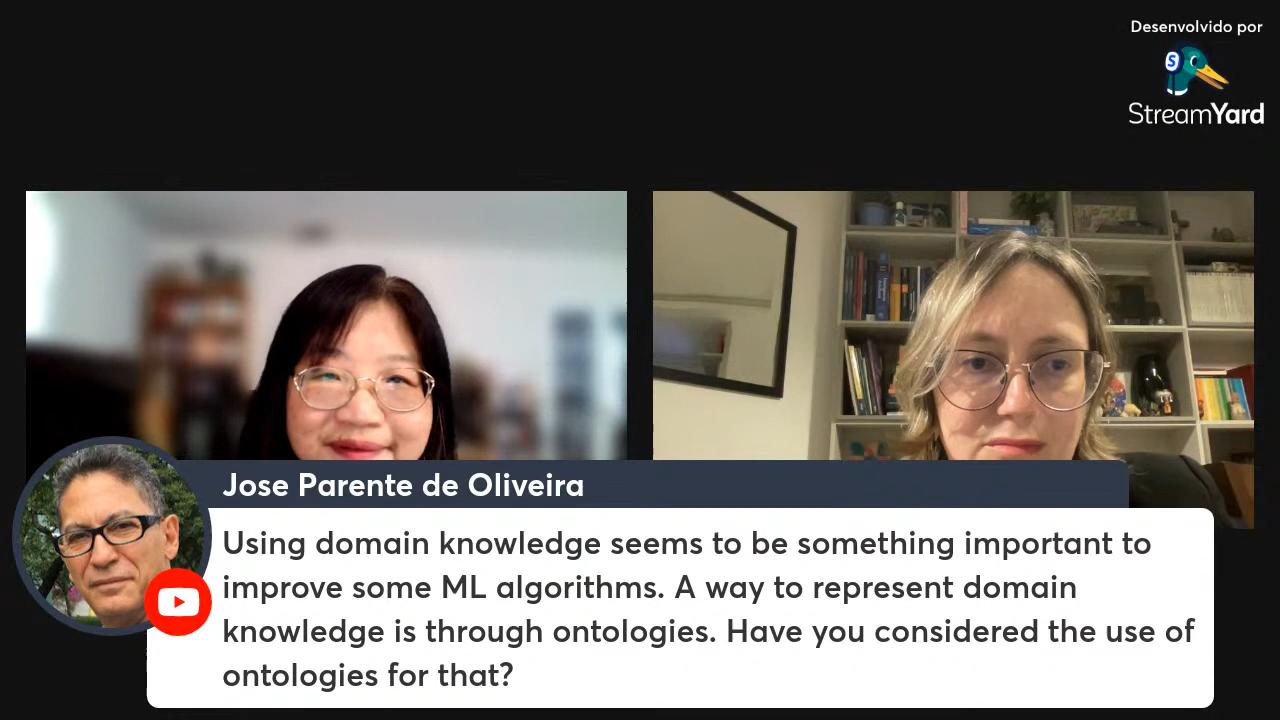 Desenvolvido por
StreamYard
Jose Parente de Oliveira
Using domain knowledge seems to be something important to
improve some ML algorithms. A way to represent domain
knowledge is through ontologies. Have you considered the use of
ontologies for that?